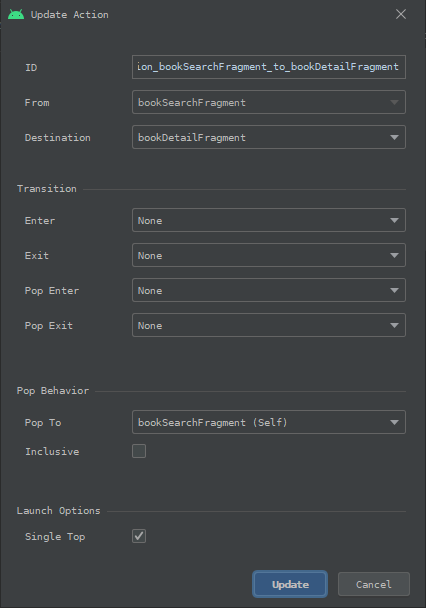 Update Action
ID ion_bookSearchFragment_to_bookDetailFragment
From bookSearchFragment
Destination bookDetailFragment
Transition
Enter None
Exit None
Pop Enter None
Pop Exit None
Pop Behavior
Pop To bookSearchFragment (Self)
Inclusive
Launch Options
Single Top
Update Cancel